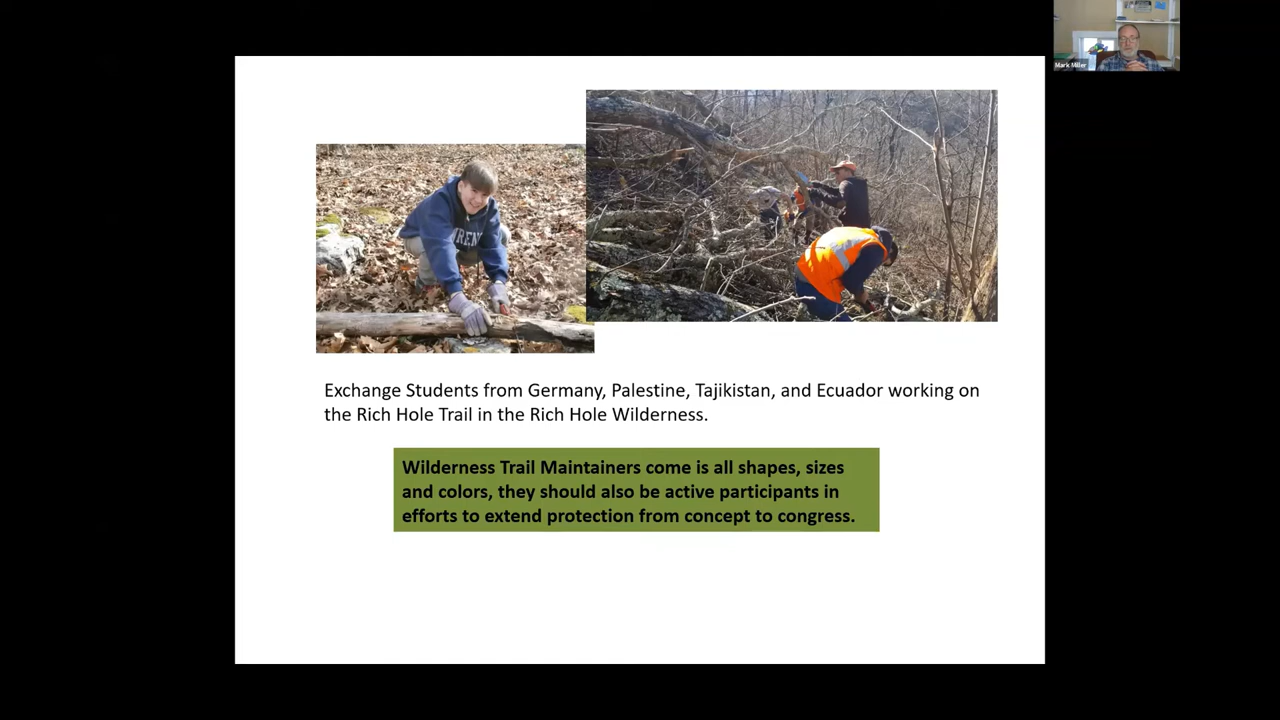 Mark Miller
Exchange Students from Germany, Palestine, Tajikistan, and Ecuador working on
the Rich Hole Trail in the Rich Hole Wilderness.
Wilderness Trail Maintainers come is all shapes, sizes
and colors, they should also be active participants in
efforts to extend protection from concept to congress.